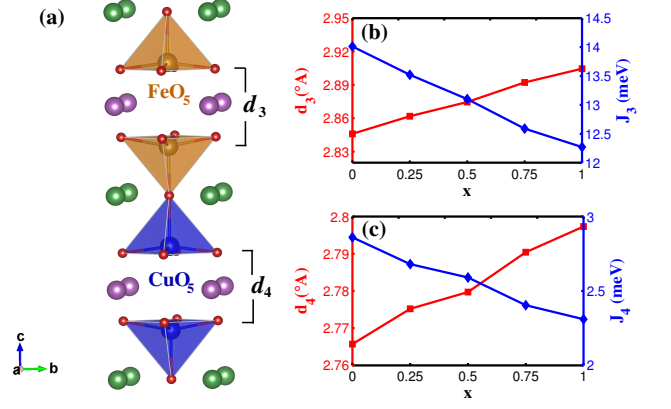 (a)
FeO5
d3
CuO5
d4
c
a
b
(b)
2.95
2.92
2.89
2.86
2.83
d3(°A)
14.5
14
13.5
13
12.5
12
J3 (meV)
0 0.25 0.5 0.75 1
x
(c)
2.8
2.79
2.78
2.77
2.76
d4(°A)
3
2.5
2
J4 (meV)
0 0.25 0.5 0.75 1
x